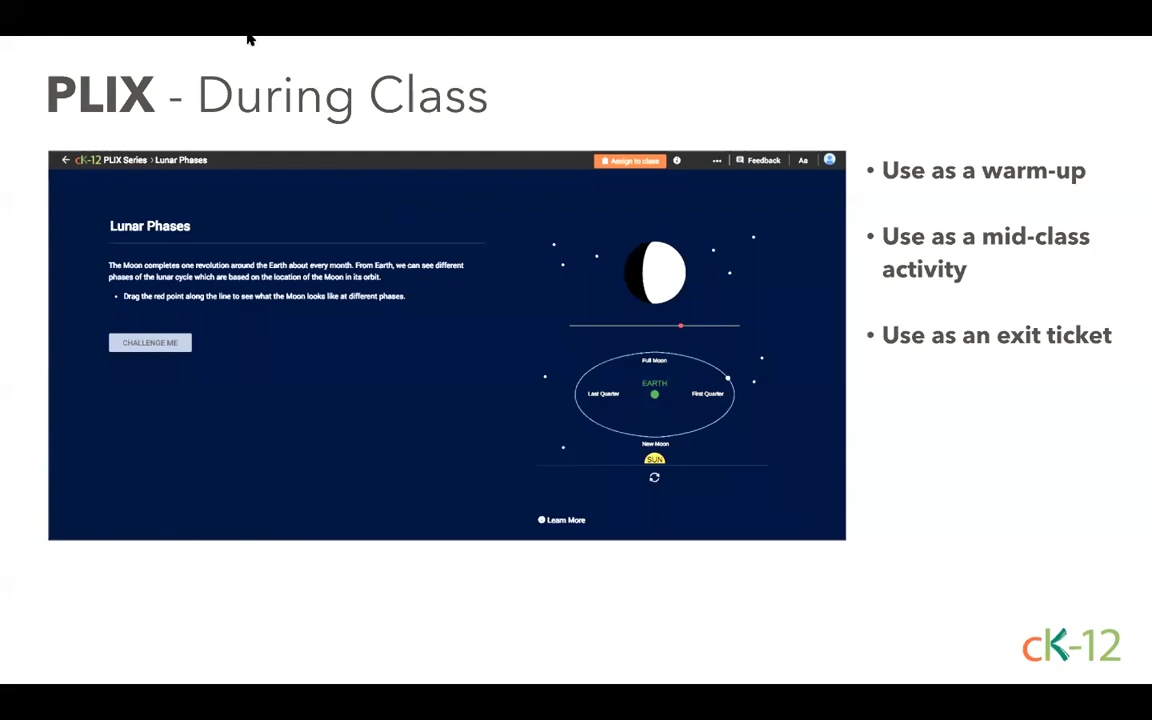 PLIX - During Class
cK-12 PLIX Series › Lunar Phases
Assign to class
Feedback
Aa
Lunar Phases
The Moon completes one revolution around the Earth about every month. From Earth, we can see different
phases of the lunar cycle which are based on the location of the Moon in its orbit.
• Drag the red point along the line to see what the Moon looks like at different phases.
CHALLENGE ME
Full Moon
EARTH
Last Quarter
First Quarter
New Moon
SUN
Learn More
• Use as a warm-up
• Use as a mid-class
activity
• Use as an exit ticket
cK-12